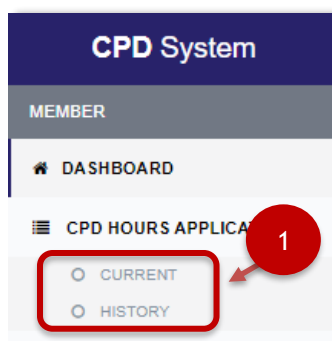 CPD System
MEMBER
DASHBOARD
CPD HOURS APPLICA
1
CURRENT
HISTORY